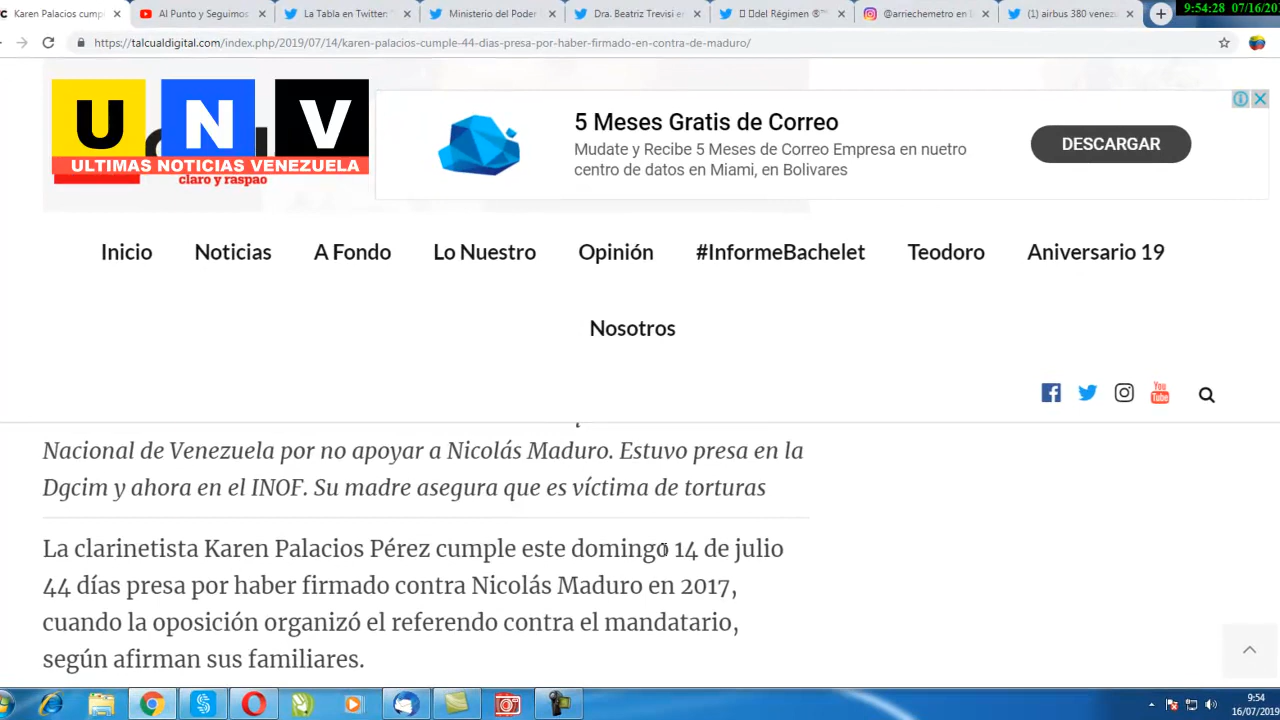 Karen Palacios cump
Al Punto y Seguimos
La Tabla en Twitter:
Ministerio del Poder
Dra. Beatriz Trevisi en
del Régimen
@arriechemetro en
(1) airbus 380 venezu
9:54:28 07/16/20
https://talcualdigital.com/index.php/2019/07/14/karen-palacios-cumple-44-dias-presa-por-haber-firmado-en-contra-de-maduro/
U N V
ULTIMAS NOTICIAS VENEZUELA
claro y raspao
5 Meses Gratis de Correo
Mudate y Recibe 5 Meses de Correo Empresa en nuetro
centro de datos en Miami, en Bolivares
DESCARGAR
Inicio Noticias A Fondo Lo Nuestro Opinión #InformeBachelet Teodoro Aniversario 19
Nosotros
You Tube
Nacional de Venezuela por no apoyar a Nicolás Maduro. Estuvo presa en la
Dgcim y ahora en el INOF. Su madre asegura que es víctima de torturas
La clarinetista Karen Palacios Pérez cumple este domingo 14 de julio
44 días presa por haber firmado contra Nicolás Maduro en 2017,
cuando la oposición organizó el referendo contra el mandatario,
según afirman sus familiares.
9:54
16/07/2019